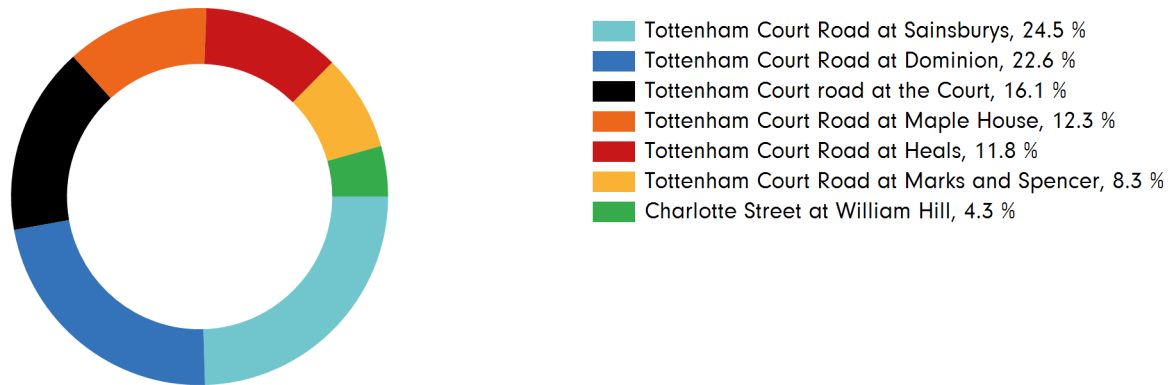 Tottenham Court Road at Sainsburys, 24.5 %
Tottenham Court Road at Dominion, 22.6 %
Tottenham Court road at the Court, 16.1 %
Tottenham Court Road at Maple House, 12.3 %
Tottenham Court Road at Heals, 11.8 %
Tottenham Court Road at Marks and Spencer, 8.3 %
Charlotte Street at William Hill, 4.3 %